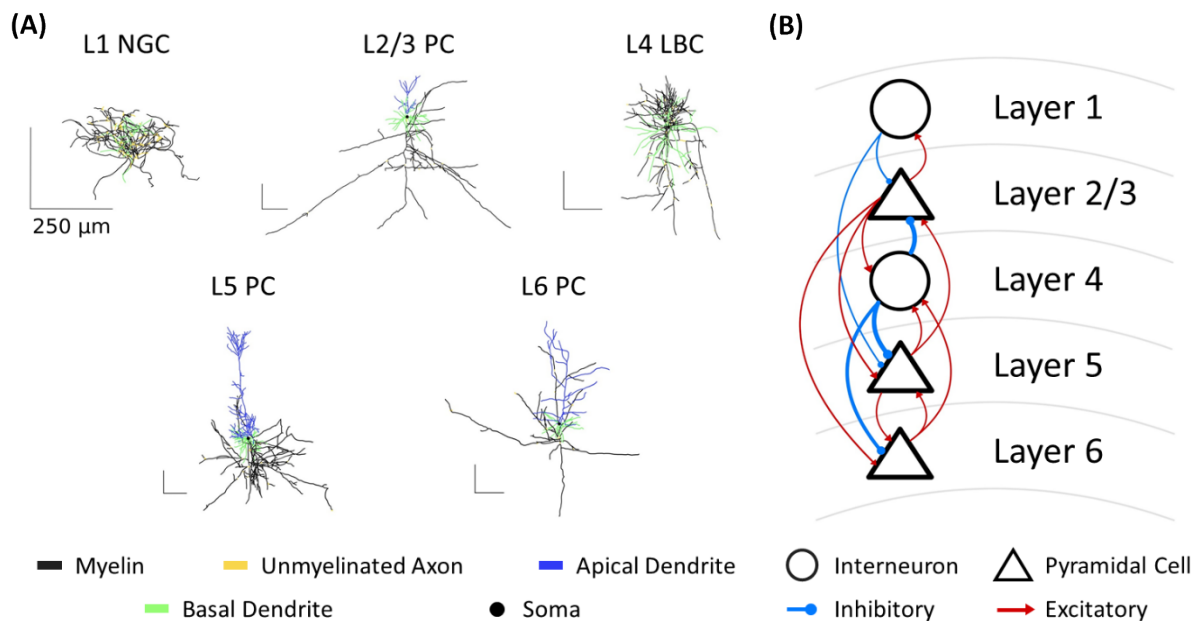 (A)
L1 NGC
L2/3 PC
L4 LBC
250 µm
L5 PC
L6 PC
Myelin
Unmyelinated Axon
Apical Dendrite
Basal Dendrite
Soma
(B)
Layer 1
Layer 2/3
Layer 4
Layer 5
Layer 6
Interneuron
Pyramidal Cell
Inhibitory
Excitatory